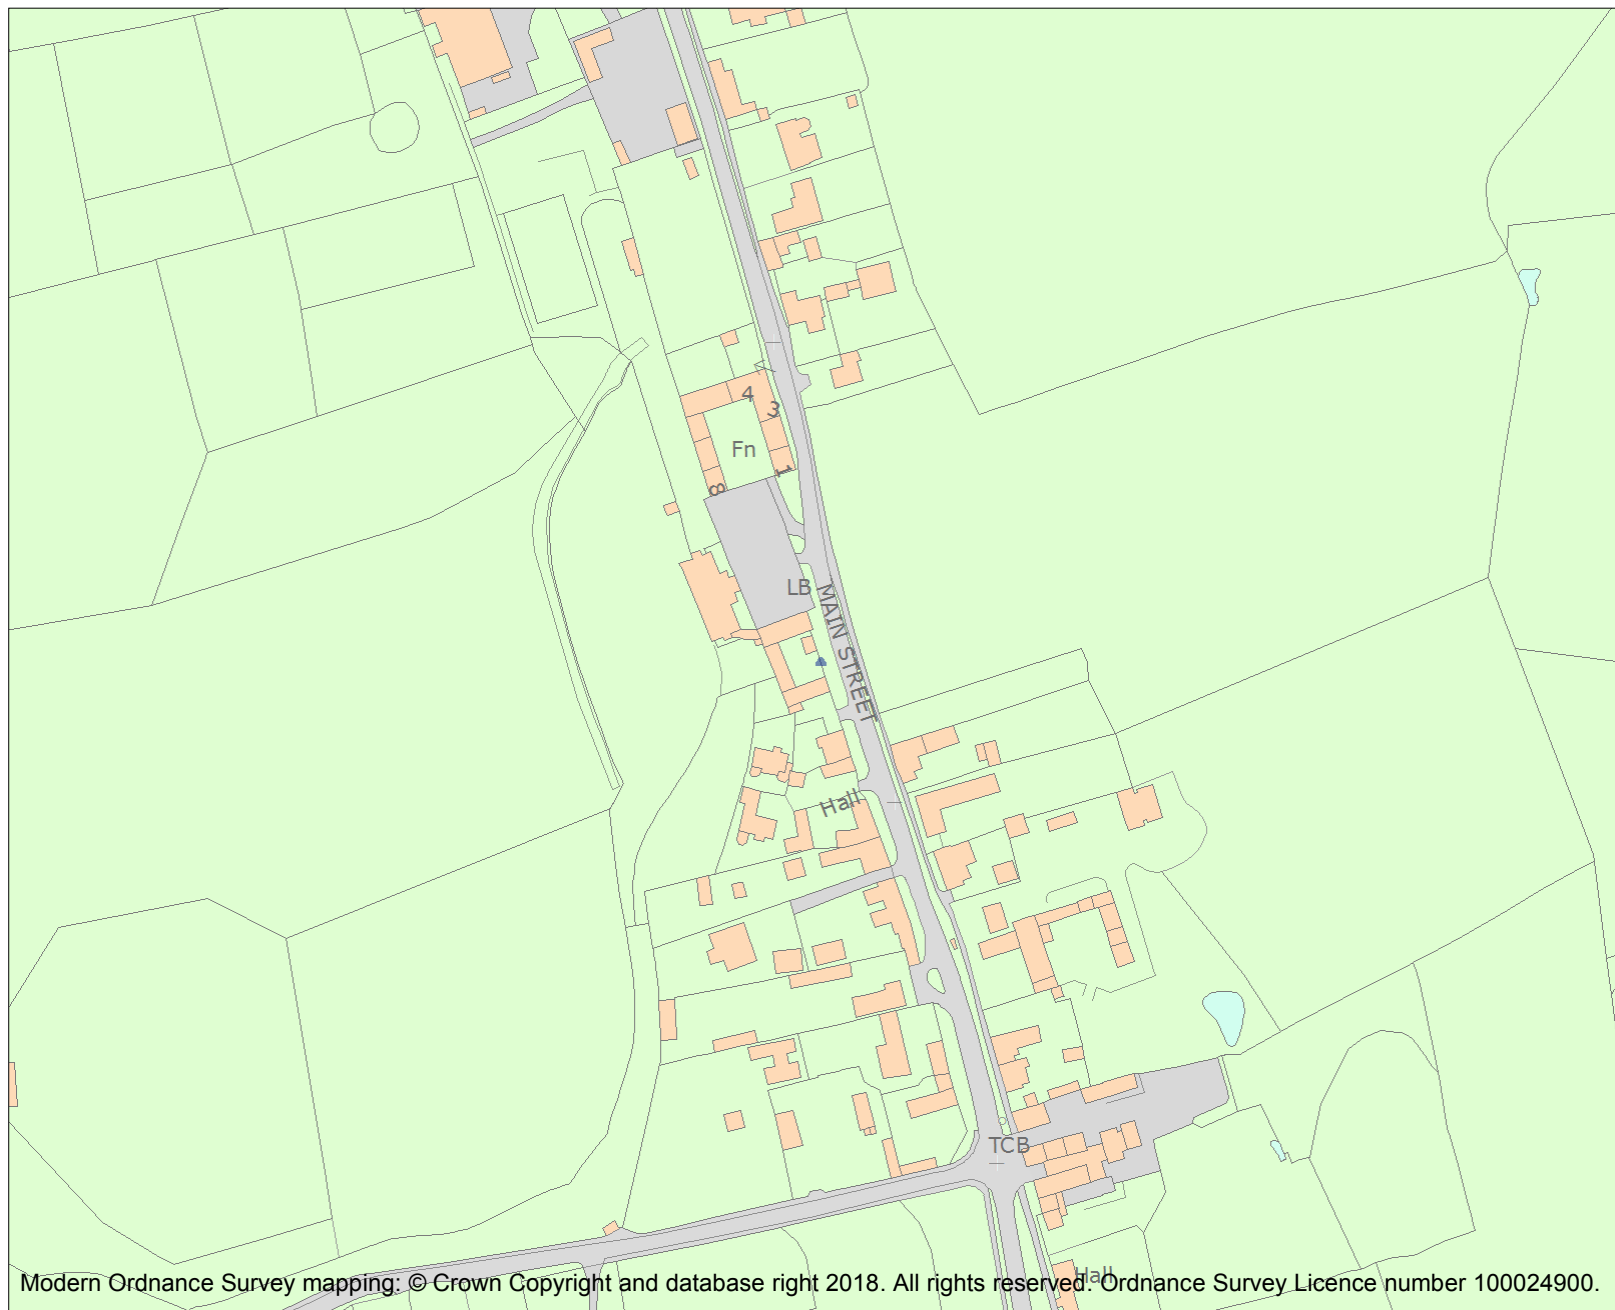 4
3
Fn
1
8
LB
MAIN STREET
Hall
TCB
Hall
Modern Ordnance Survey mapping: © Crown Copyright and database right 2018. All rights reserved. Ordnance Survey Licence number 100024900.